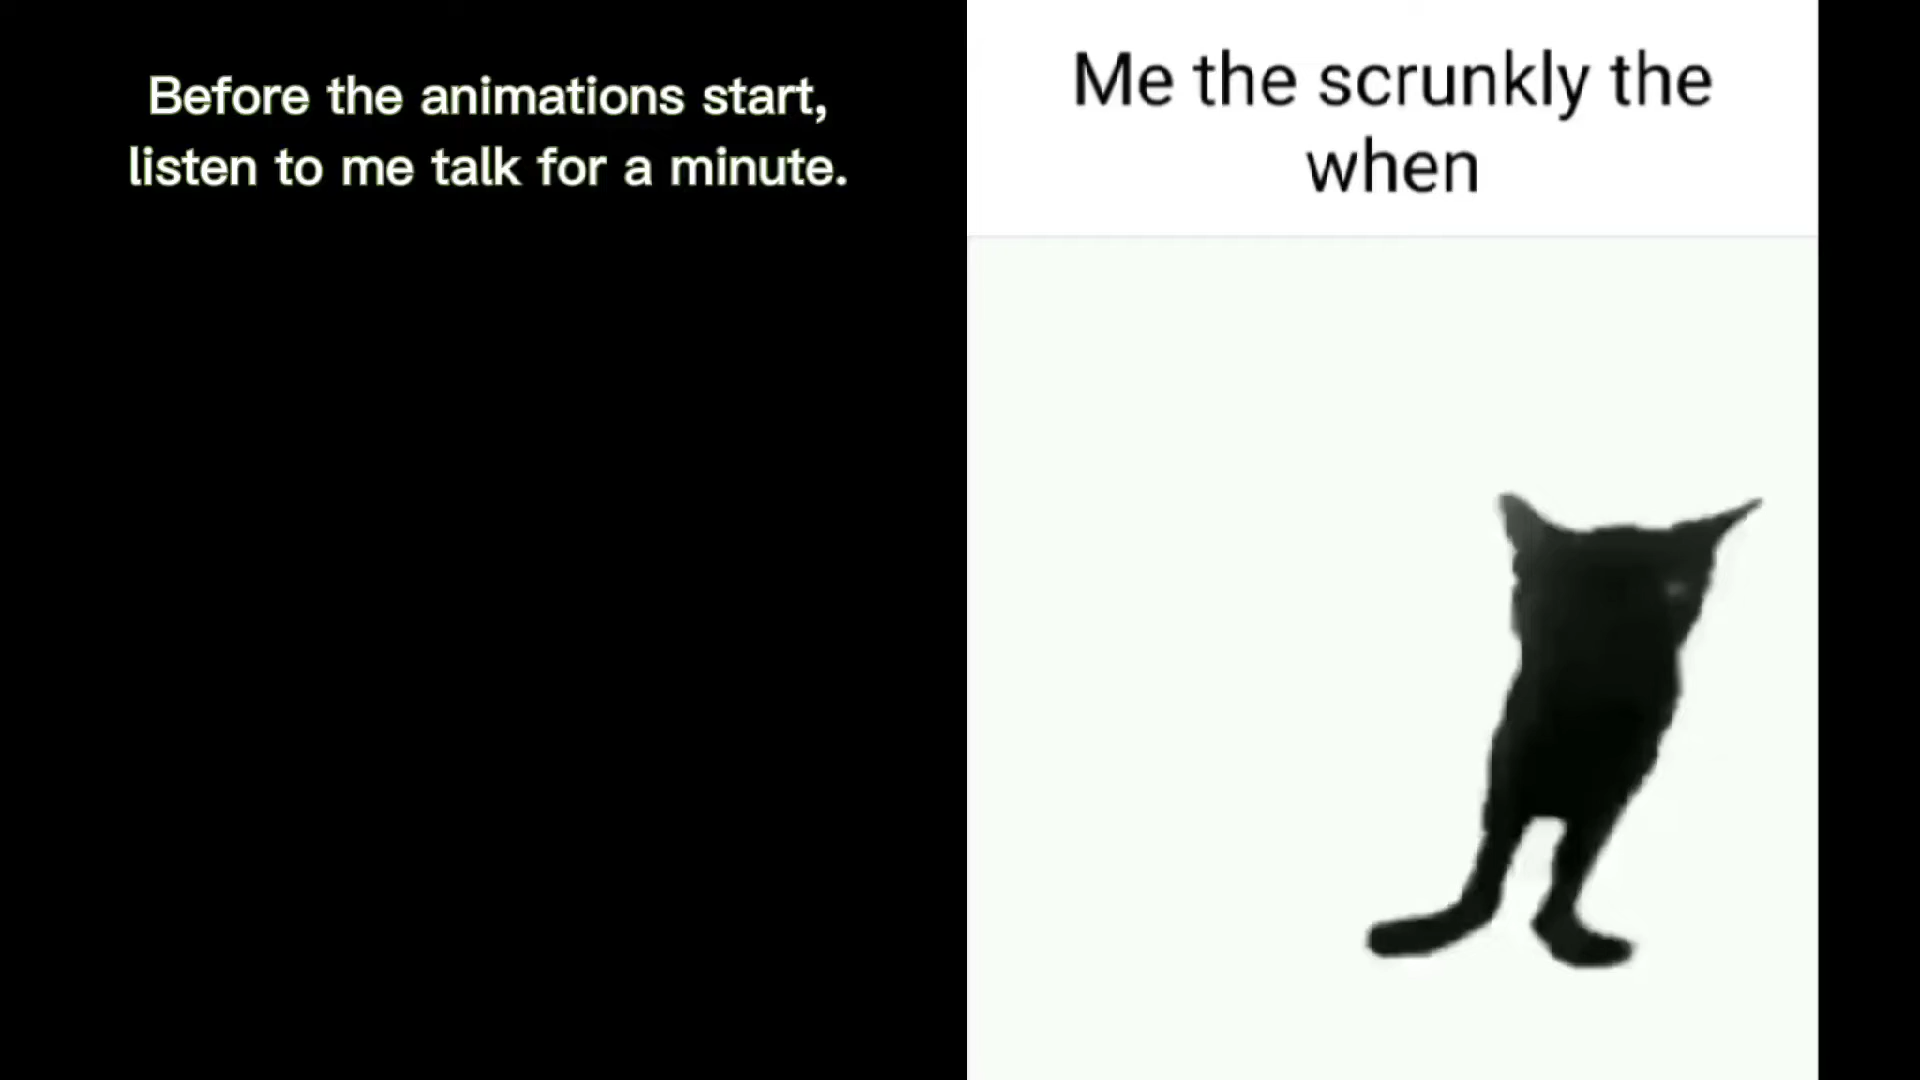 Before the animations start,
listen to me talk for a minute.
Me the scrunkly the
when